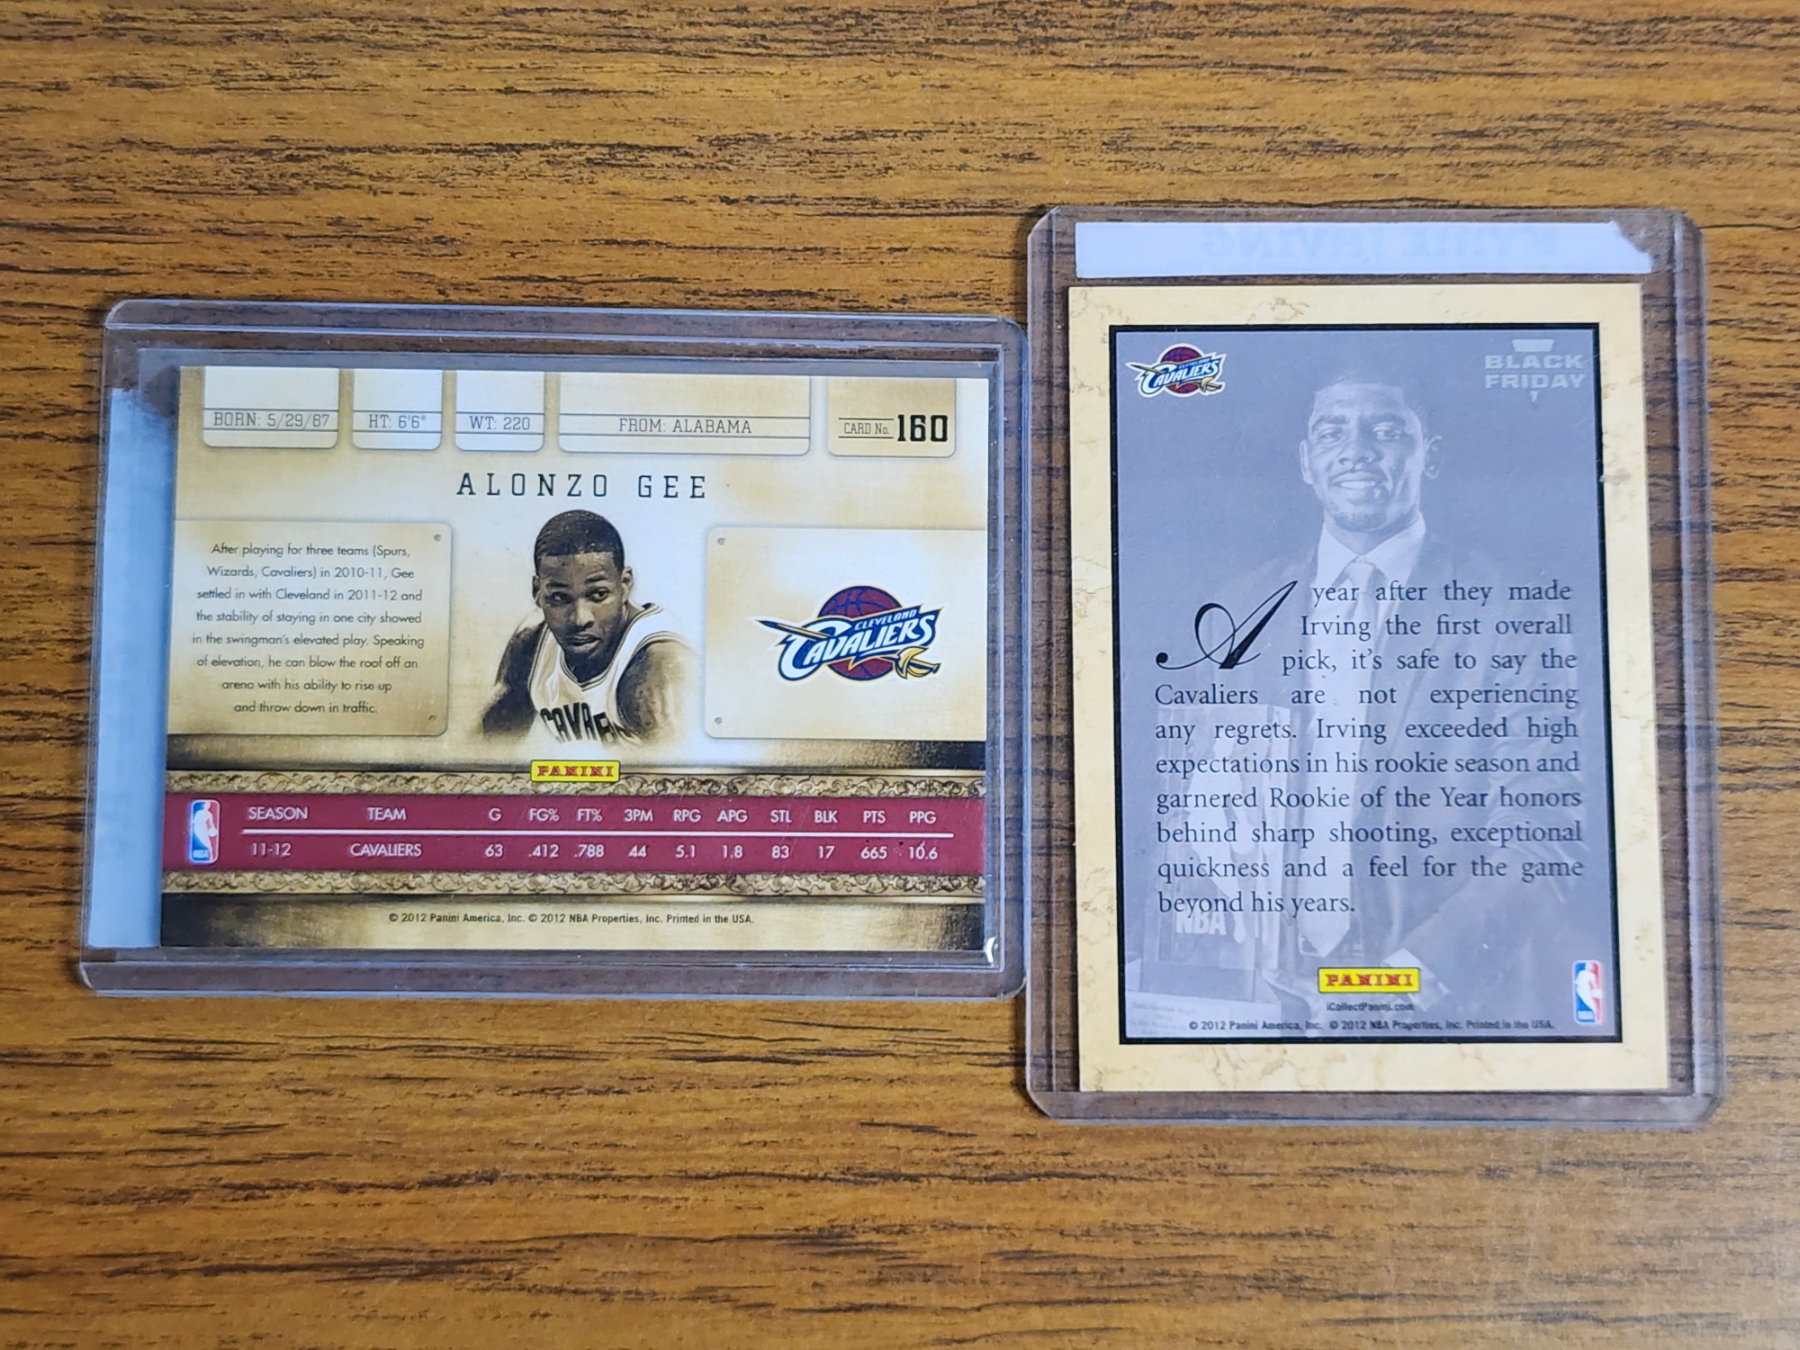 BORN: 5/29/87
HT: 6'6"
WT: 220
FROM: ALABAMA
CARD No. 160
ALONZO GEE
After playing for three teams (Spurs,
Wizards, Cavaliers) in 2010-11, Gee
settled in with Cleveland in 2011-12 and
the stability of staying in one city showed
in the swingman's elevated play. Speaking
of elevation, he can blow the roof off an
arena with his ability to rise up
and throw down in traffic.
CLEVELAND
CAVALIERS
PANINI
SEASON TEAM G FG% FT% 3PM RPG APG STL BLK PTS PPG
11-12 CAVALIERS 63 .412 .788 44 5.1 1.8 83 17 665 10.6
NBA
© 2012 Panini America, Inc. © 2012 NBA Properties, Inc. Printed in the USA.
IRVING
CLEVELAND
CAVALIERS
BLACK
FRIDAY
A year after they made
Irving the first overall
pick, it's safe to say the
Cavaliers are not experiencing
any regrets. Irving exceeded high
expectations in his rookie season and
garnered Rookie of the Year honors
behind sharp shooting, exceptional
quickness and a feel for the game
beyond his years.
NBA
PANINI
iCollectPanini.com
© 2012 Panini America, Inc. © 2012 NBA Properties, Inc. Printed in the USA.
NBA